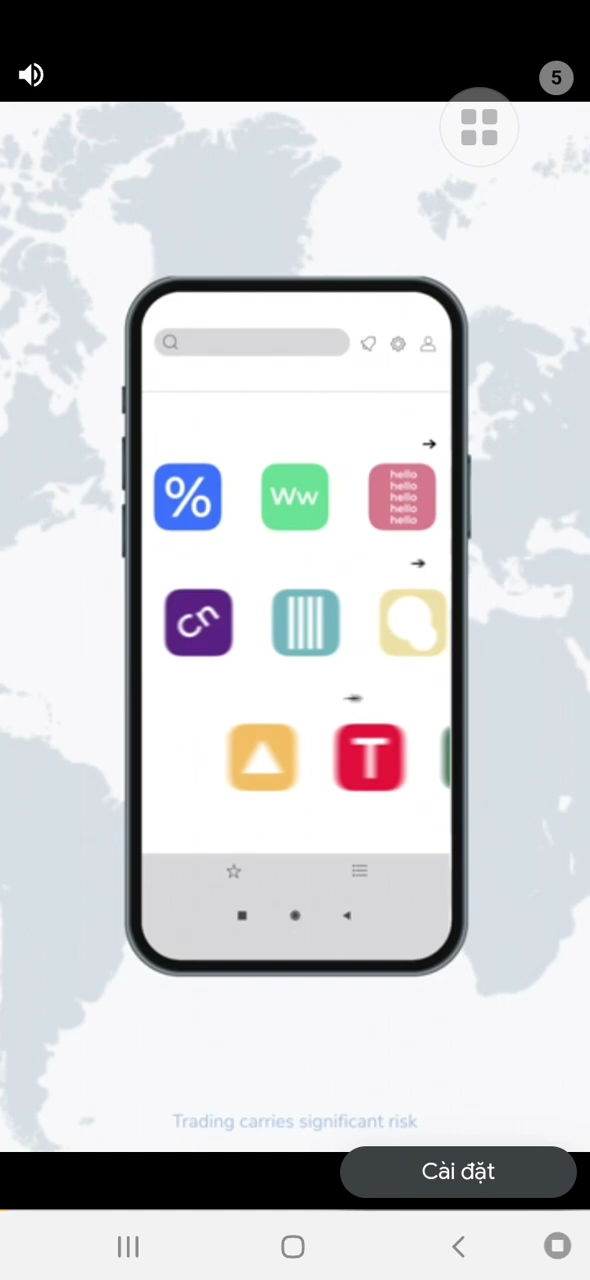 5
%
Ww
hello
hello
hello
hello
hello
Cn
T
Trading carries significant risk
Cài đặt